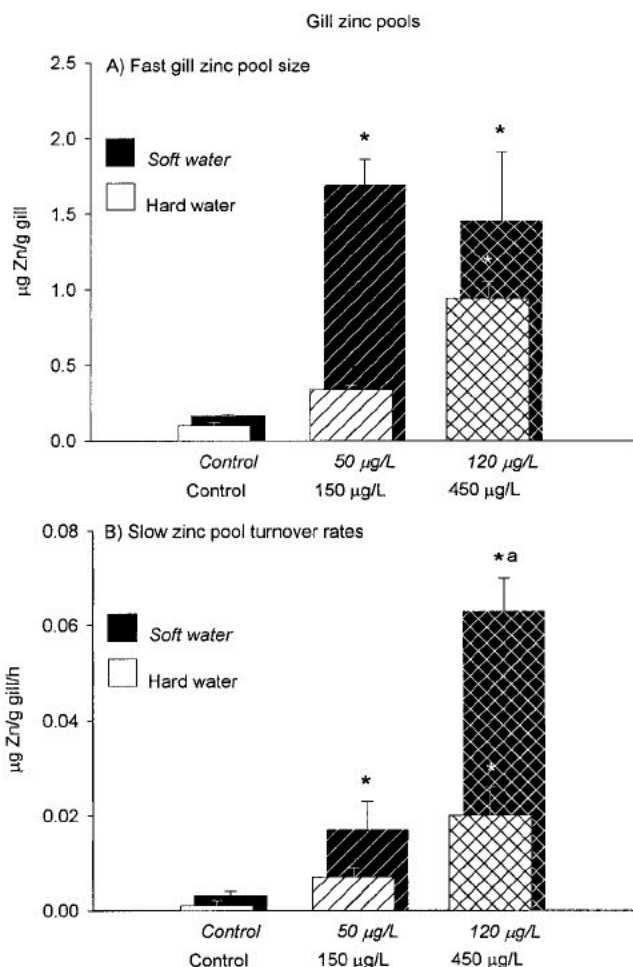 Gill zinc pools
A) Fast gill zinc pool size
2.5
2.0
1.5
1.0
0.5
0.0
µg Zn/g gill
Soft water
Hard water
*
*
*
Control
50 µg/L
120 µg/L
Control
150 µg/L
450 µg/L
B) Slow zinc pool turnover rates
0.08
0.06
0.04
0.02
0.00
µg Zn/g gill/h
Soft water
Hard water
*
* a
*
Control
50 µg/L
120 µg/L
Control
150 µg/L
450 µg/L